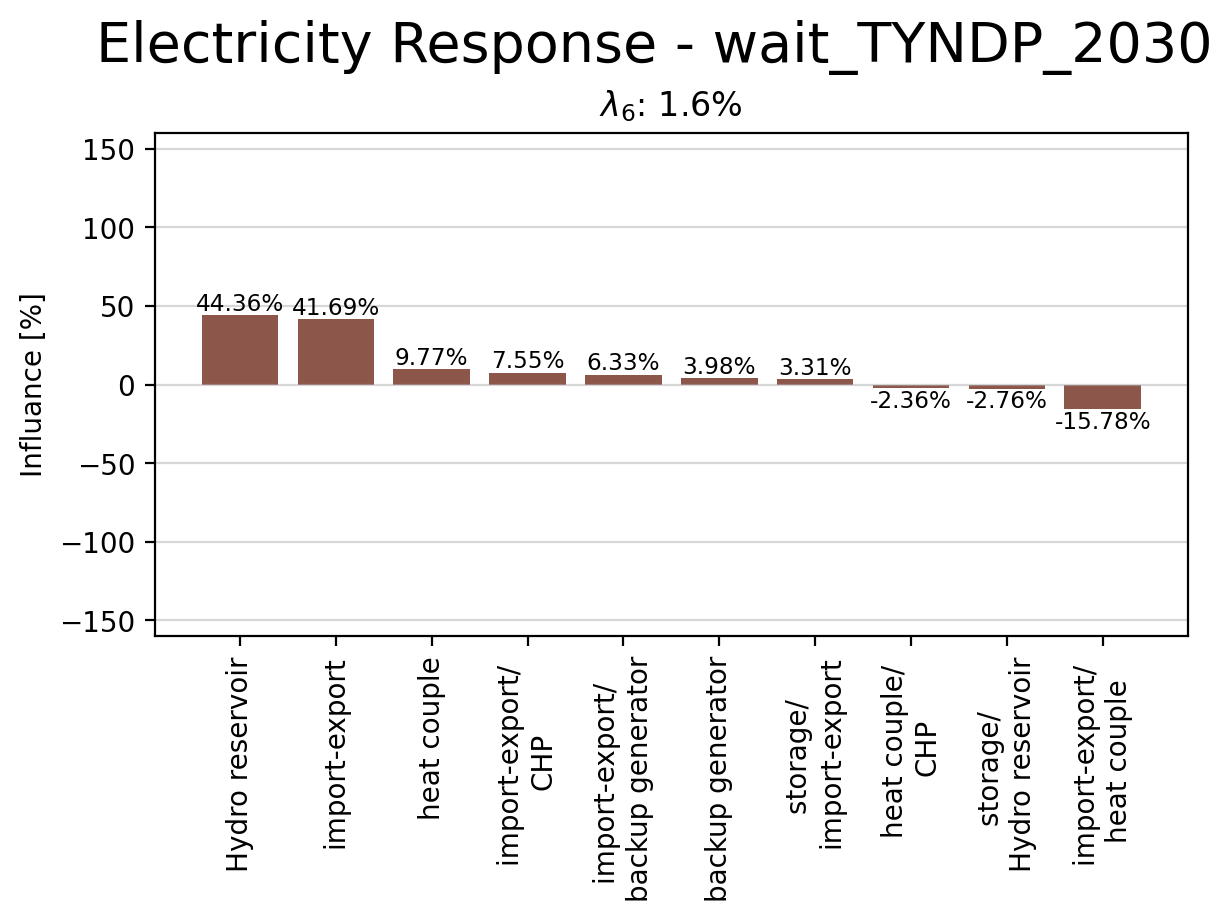 Electricity Response - wait_TYNDP_2030
λ6: 1.6%
Influance [%]
150
100
50
0
−50
−100
−150
44.36%
41.69%
9.77%
7.55%
6.33%
3.98%
3.31%
-2.36%
-2.76%
-15.78%
Hydro reservoir
import-export
heat couple
import-export/
CHP
import-export/
backup generator
backup generator
storage/
import-export
heat couple/
CHP
storage/
Hydro reservoir
import-export/
heat couple